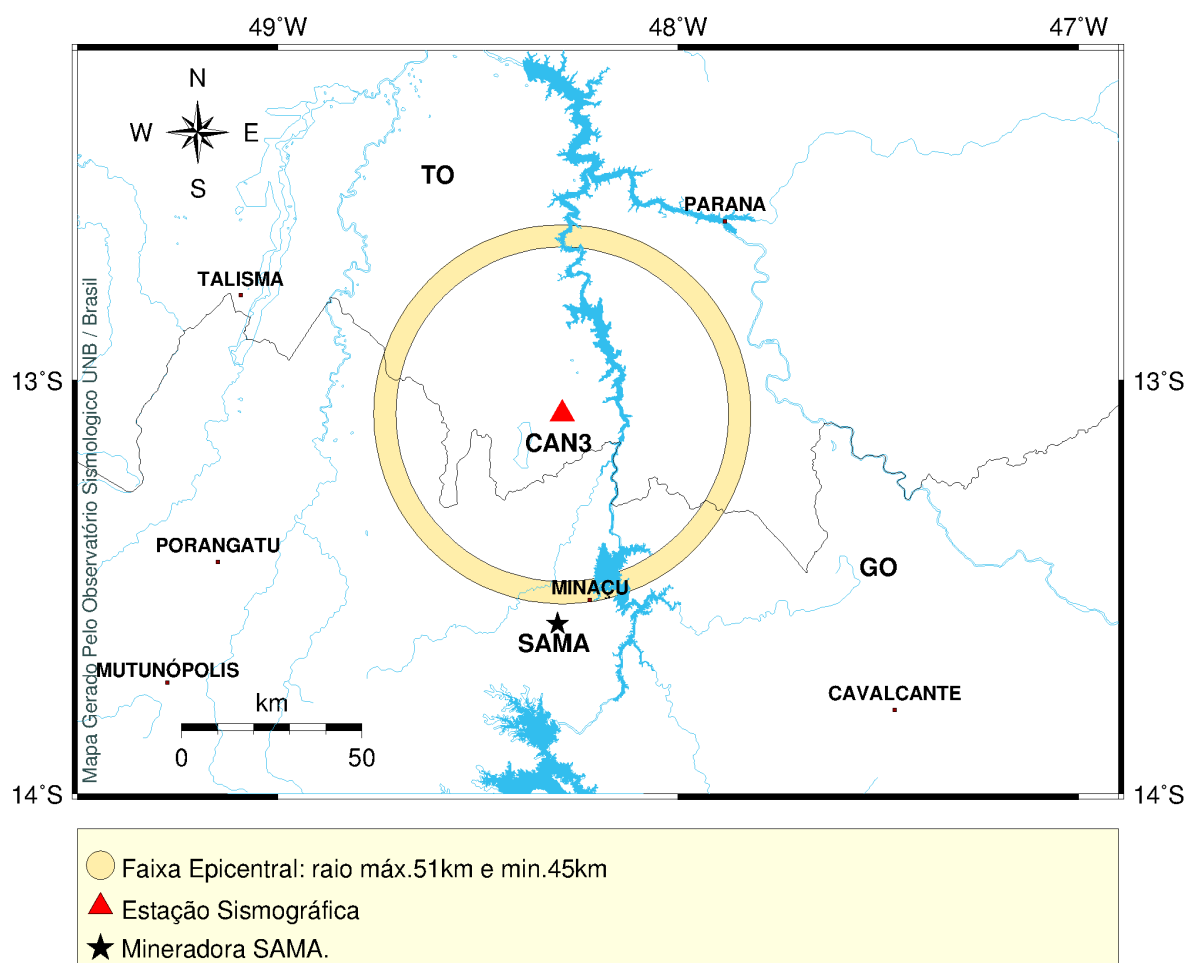 49°W
48°W
47°W
N
W
E
S
TO
PARANA
TALISMA
13°S
13°S
CAN3
PORANGATU
GO
MINAÇU
SAMA
MUTUNÓPOLIS
CAVALCANTE
km
0
50
14°S
14°S
Mapa Gerado Pelo Observatório Sismologico UNB / Brasil
Faixa Epicentral: raio máx.51km e min.45km
Estação Sismográfica
Mineradora SAMA.